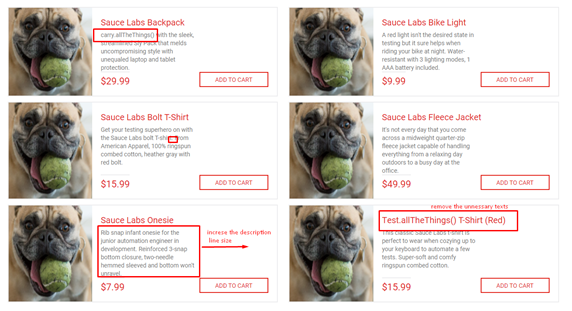 Sauce Labs Backpack
carry.allTheThings() with the sleek,
streamlined Sly Pack that melds
uncompromising style with
unequaled laptop and tablet
protection.
$29.99
ADD TO CART
Sauce Labs Bike Light
A red light isn't the desired state in
testing but it sure helps when
riding your bike at night. Water-
resistant with 3 lighting modes, 1
AAA battery included.
$9.99
ADD TO CART
Sauce Labs Bolt T-Shirt
Get your testing superhero on with
the Sauce Labs bolt T-shirt. From
American Apparel, 100% ringspun
combed cotton, heather gray with
red bolt.
$15.99
ADD TO CART
Sauce Labs Fleece Jacket
It's not every day that you come
across a midweight quarter-zip
fleece jacket capable of handling
everything from a relaxing day
outdoors to a busy day at the
office.
$49.99
ADD TO CART
Sauce Labs Onesie
Rib snap infant onesie for the
junior automation engineer in
development. Reinforced 3-snap
bottom closure, two-needle
hemmed sleeved and bottom won't
unravel.
$7.99
ADD TO CART
increse the description
line size
remove the unnessary texts
Test.allTheThings() T-Shirt (Red)
This classic Sauce Labs t-shirt is
perfect to wear when cozying up to
your keyboard to automate a few
tests. Super-soft and comfy
ringspun combed cotton.
$15.99
ADD TO CART